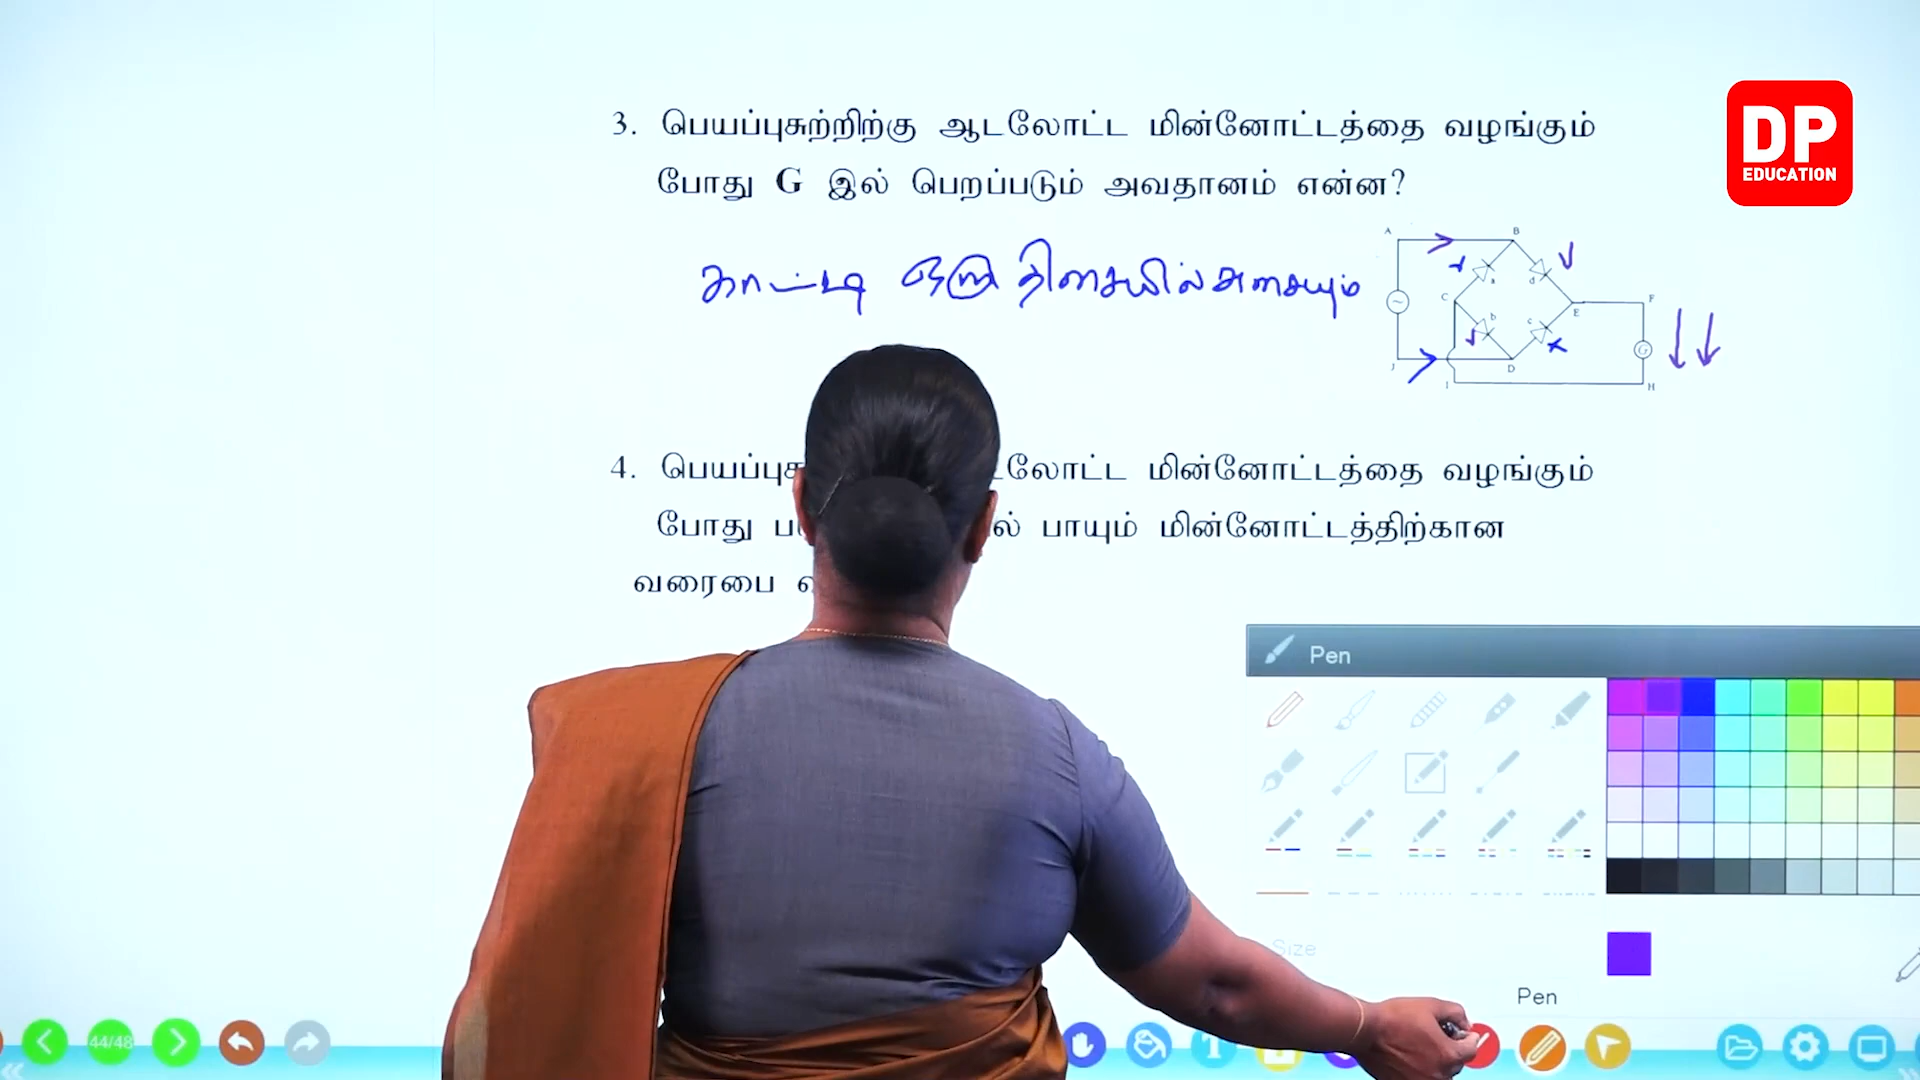 3. பெயப்புசுற்றிற்கு ஆடலோட்ட மின்னோட்டத்தை வழங்கும்
போது G இல் பெறப்படும் அவதானம் என்ன?
காட்டி ஒரு திசையில் அசையும்
A
B
a
d
C
E
F
b
c
G
J
D
I
H
4. மின்னோட்டத்தை வழங்கும்
போது பாயும் மின்னோட்டத்திற்கான
வரைபை
DP
EDUCATION
Pen
Size
Pen
44/48